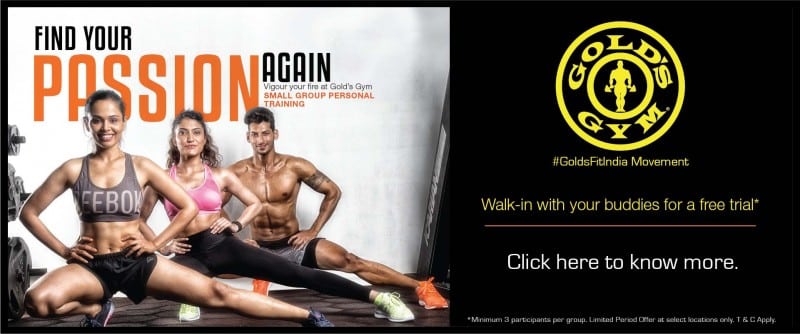 FIND YOUR
PASSION AGAIN
Vigour your fire at Gold's Gym
SMALL GROUP PERSONAL
TRAINING
REEBOK
GOLD'S
GYM
®
#GoldsFitIndia Movement
Walk-in with your buddies for a free trial*
Click here to know more.
*Minimum 3 participants per group. Limited Period Offer at select locations only. T & C Apply.